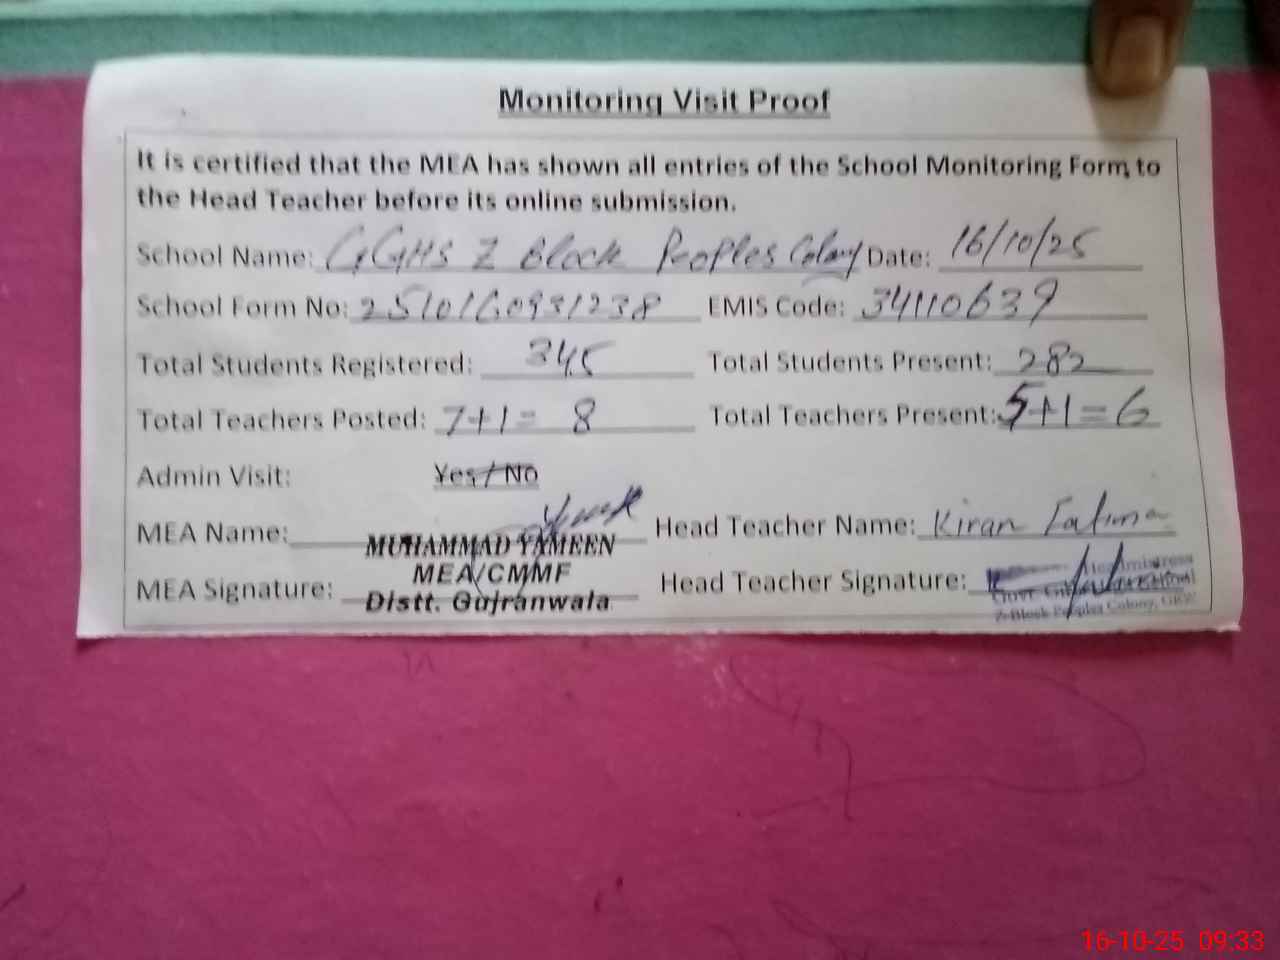 Monitoring Visit Proof
It is certified that the MEA has shown all entries of the School Monitoring Form, to
the Head Teacher before its online submission.
School Name: GGHS Z Block Peoples Colony Date: 16/10/25
School Form No: 2510160931238 EMIS Code: 34110639
Total Students Registered: 345 Total Students Present: 282
Total Teachers Posted: 7+1= 8 Total Teachers Present: 5+1=6
Admin Visit: Yes / No
MEA Name: MUHAMMAD YAMEEN Head Teacher Name: Kiran Fatima
MEA/CMMF
MEA Signature: Distt. Gujranwala Head Teacher Signature:
Z-Block Peoples Colony, GRW
16-10-25 09:33